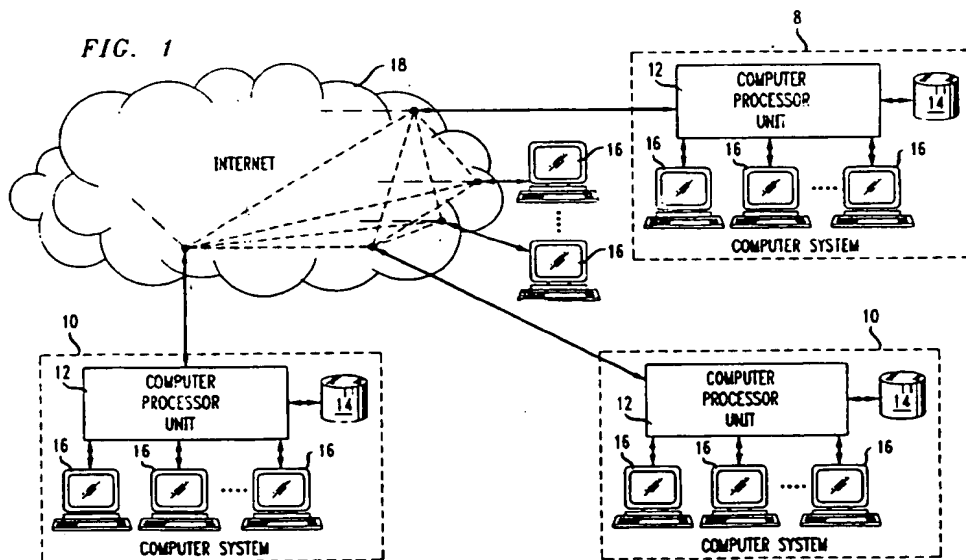 FIG. 1
18
INTERNET
16
16
8
12
COMPUTER
PROCESSOR
UNIT
14
16
16
16
COMPUTER SYSTEM
10
12
COMPUTER
PROCESSOR
UNIT
14
16
16
16
COMPUTER SYSTEM
10
12
COMPUTER
PROCESSOR
UNIT
14
16
16
16
COMPUTER SYSTEM